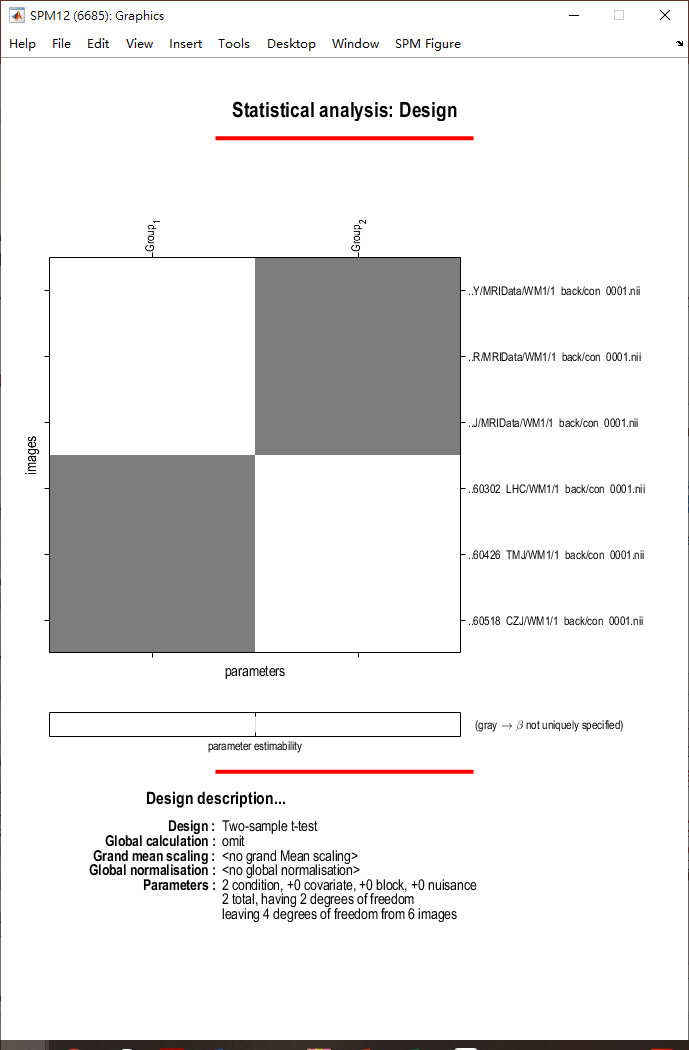 SPM12 (6685): Graphics
Help File Edit View Insert Tools Desktop Window SPM Figure
Statistical analysis: Design
Group1 Group2
..Y/MRIData/WM1/1 back/con 0001.nii
..R/MRIData/WM1/1 back/con 0001.nii
..J/MRIData/WM1/1 back/con 0001.nii
images
..60302 LHC/WM1/1 back/con 0001.nii
..60426 TMJ/WM1/1 back/con 0001.nii
..60518 CZJ/WM1/1 back/con 0001.nii
parameters
(gray → β not uniquely specified)
parameter estimability
Design description...
Design : Two-sample t-test
Global calculation : omit
Grand mean scaling : <no grand Mean scaling>
Global normalisation : <no global normalisation>
Parameters : 2 condition, +0 covariate, +0 block, +0 nuisance
2 total, having 2 degrees of freedom
leaving 4 degrees of freedom from 6 images